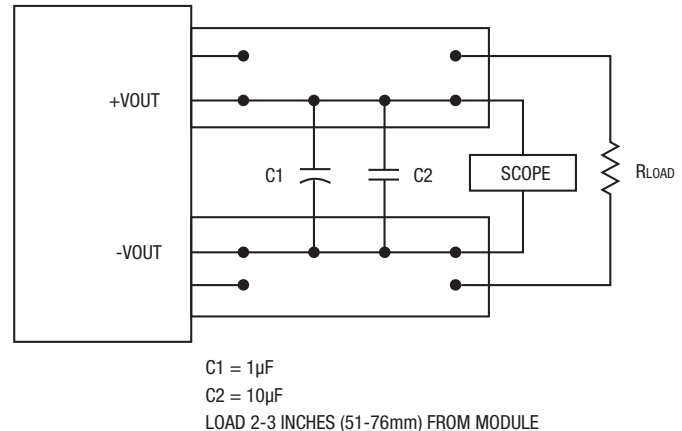 +VOUT
C1
C2
SCOPE
RLOAD
-VOUT
C1 = 1µF
C2 = 10µF
LOAD 2-3 INCHES (51-76mm) FROM MODULE